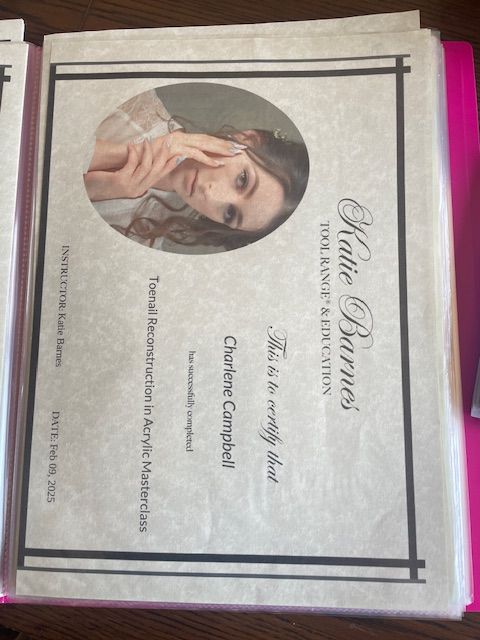 Katie Barnes
TOOL RANGE® & EDUCATION
This is to certify that
Charlene Campbell
has successfully completed
Toenail Reconstruction in Acrylic Masterclass
INSTRUCTOR: Katie Barnes
DATE: Feb 09, 2025